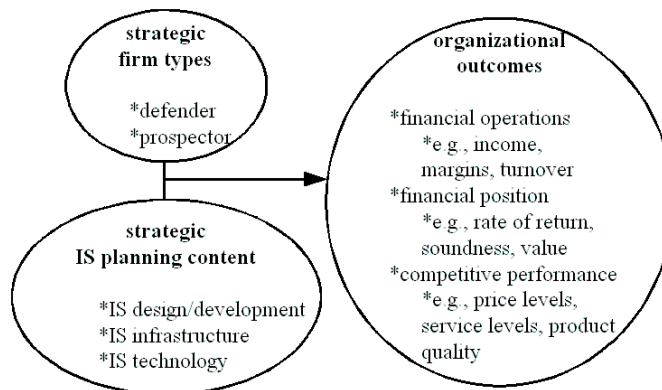 strategic
firm types
*defender
*prospector
strategic
IS planning content
*IS design/development
*IS infrastructure
*IS technology
organizational
outcomes
*financial operations
*e.g., income,
margins, turnover
*financial position
*e.g., rate of return,
soundness, value
*competitive performance
*e.g., price levels,
service levels, product
quality